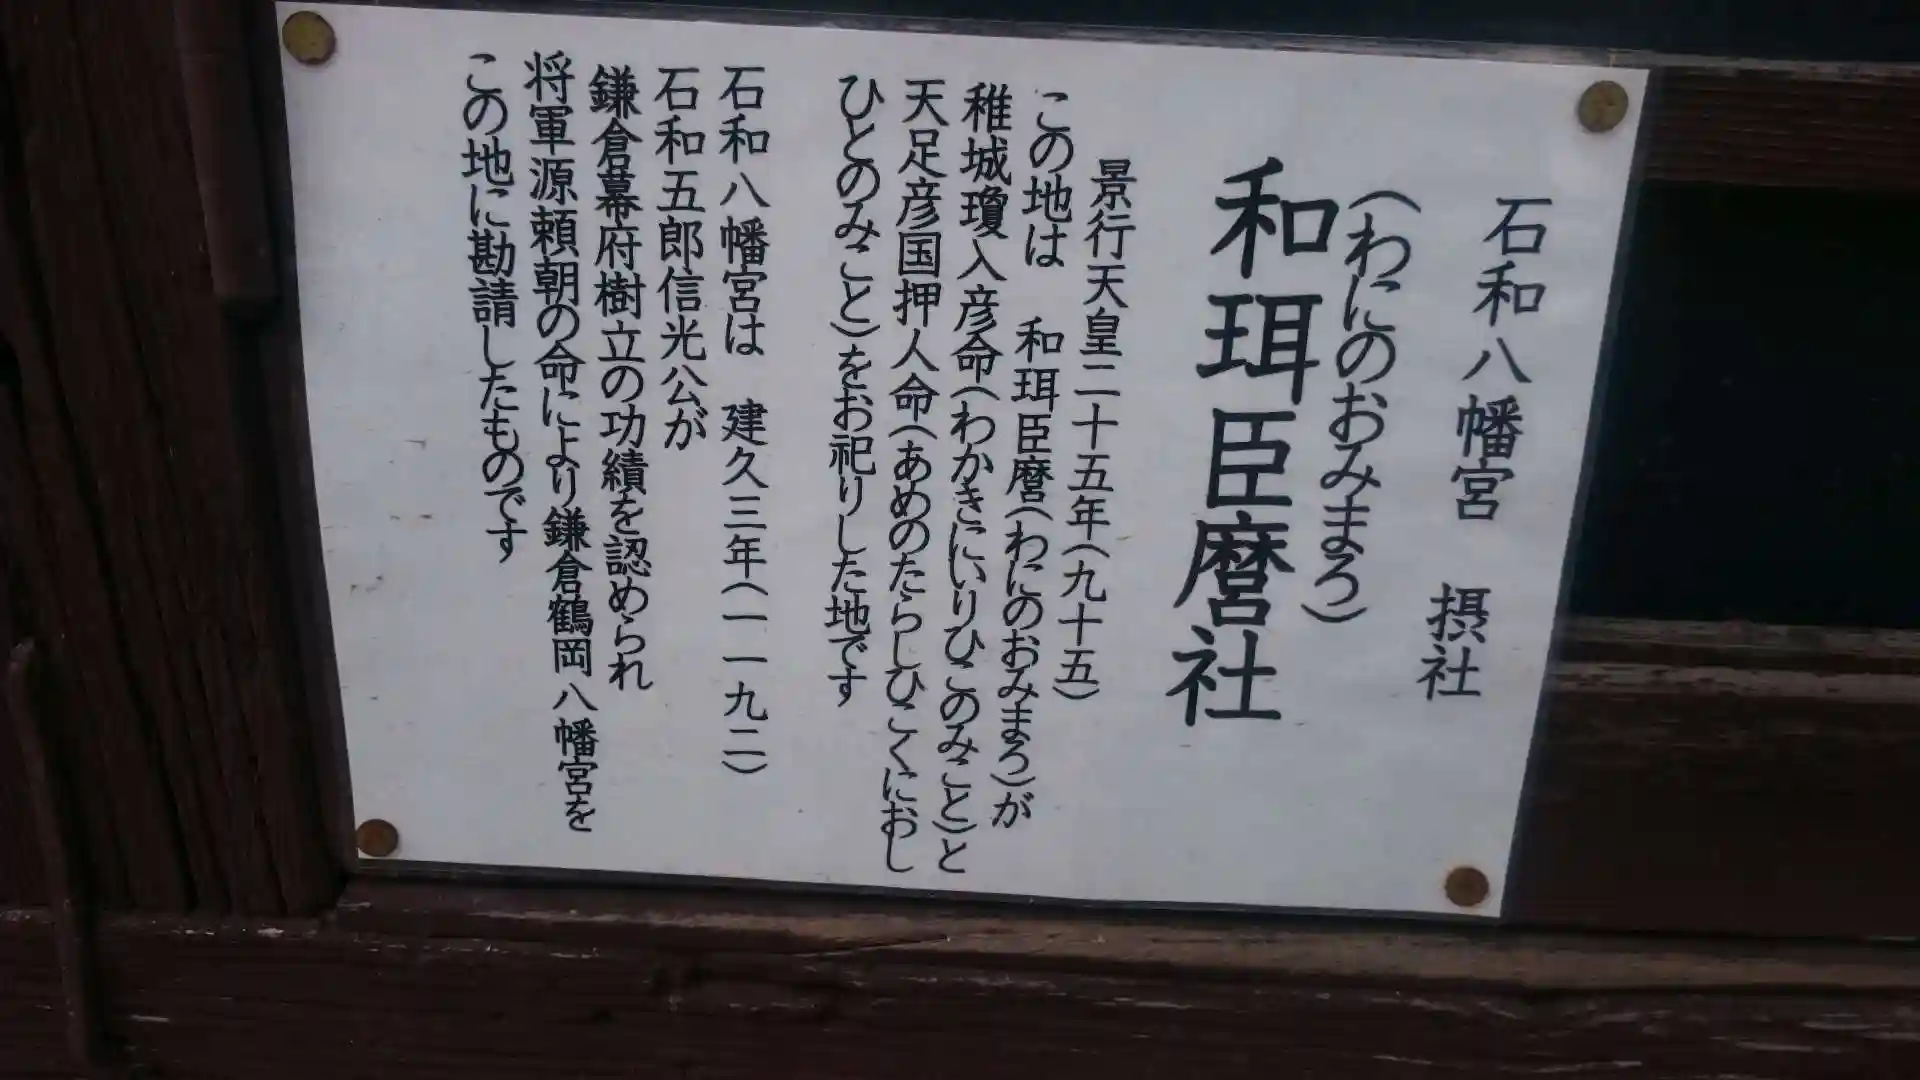 石和八幡宮　摂社
（わにのおみまろ）
和珥臣麿社
景行天皇二十五年（九十五）
この地は　和珥臣麿（わにのおみまろ）が
稚城瓊入彦命（わかきにいりひこのみこと）と
天足彦国押人命（あめのたらしひこくにおし
ひとのみこと）をお祀りした地です
石和八幡宮は　建久三年（一一九二）
石和五郎信光公が
鎌倉幕府樹立の功績を認められ
将軍源頼朝の命により鎌倉鶴岡八幡宮を
この地に勘請したものです